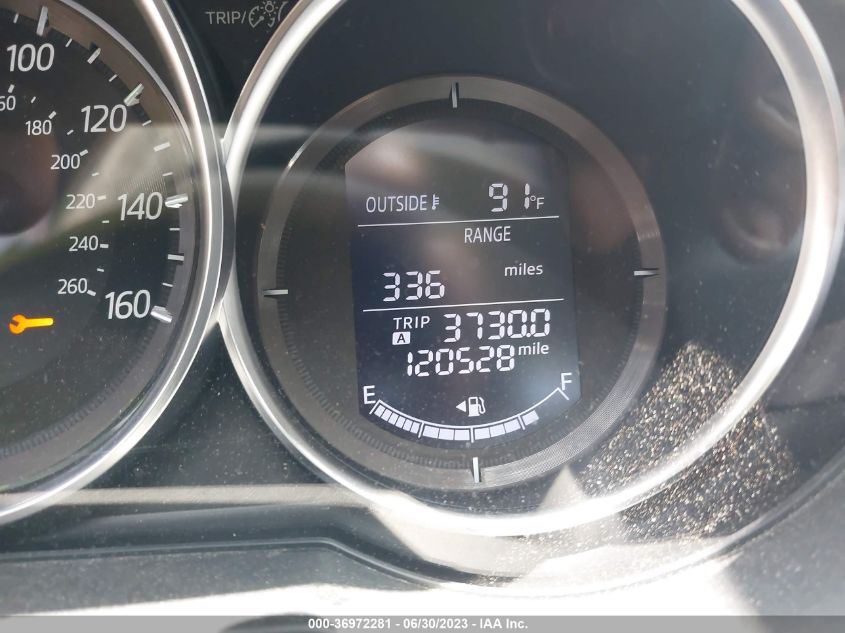 TRIP/
100
120
140
160
60
180
200
220
240
260
OUTSIDE 91°F
RANGE
336 miles
TRIP A 3730.0
120528 mile
E F
000-36972281 - 06/30/2023 - IAA Inc.